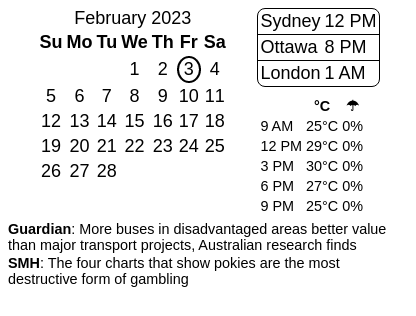 February 2023
Su Mo Tu We Th Fr Sa
1 2 3 4
5 6 7 8 9 10 11
12 13 14 15 16 17 18
19 20 21 22 23 24 25
26 27 28
Sydney 12 PM
Ottawa 8 PM
London 1 AM
°C ☂
9 AM 25°C 0%
12 PM 29°C 0%
3 PM 30°C 0%
6 PM 27°C 0%
9 PM 25°C 0%
Guardian: More buses in disadvantaged areas better value
than major transport projects, Australian research finds
SMH: The four charts that show pokies are the most
destructive form of gambling